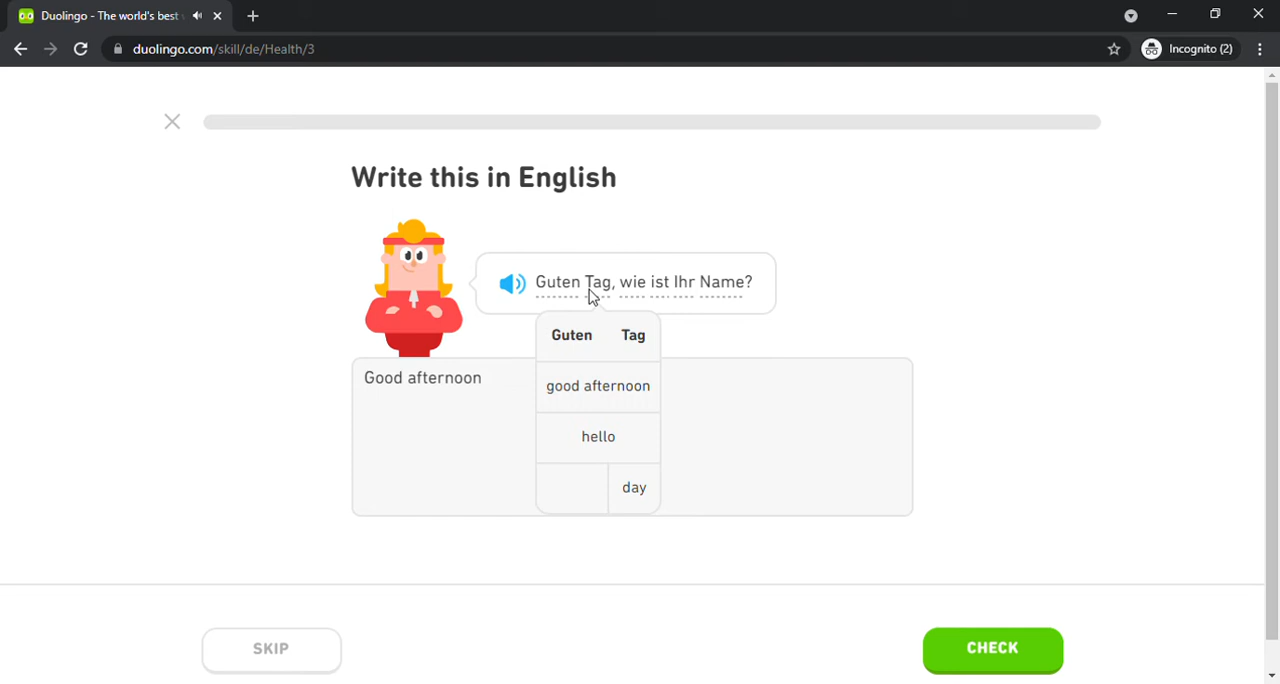 Duolingo - The world's best
duolingo.com/skill/de/Health/3
Incognito (2)
Write this in English
Guten Tag, wie ist Ihr Name?
Guten Tag
Good afternoon
good afternoon
hello
day
SKIP
CHECK